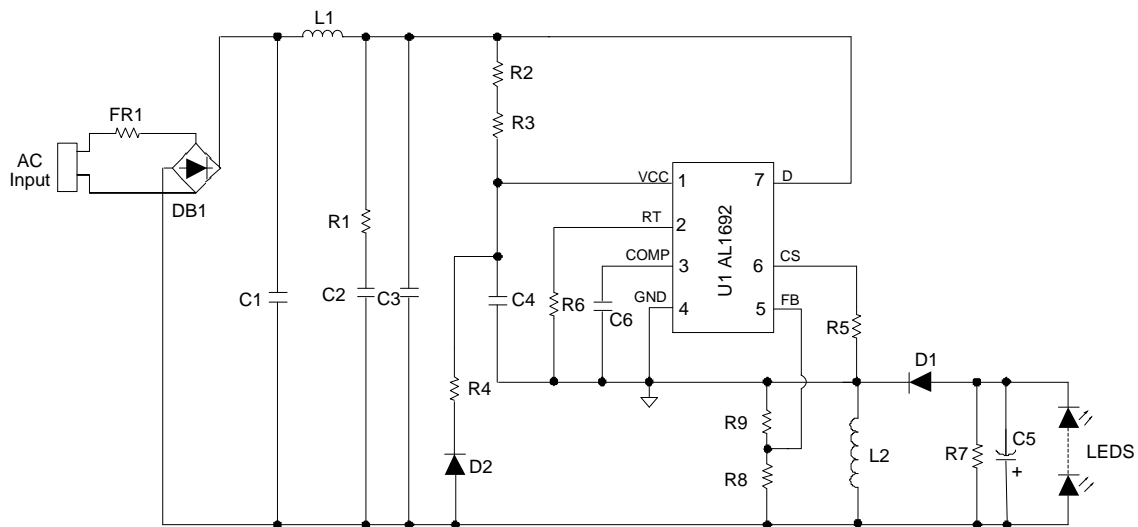 L1
R2
FR1
R3
AC
Input
VCC
1
7
D
DB1
R1
RT
2
U1 AL1692
COMP
3
6
CS
C1
C2
C3
C4
R6
C6
GND
4
5
FB
R5
D1
R4
R9
L2
R7
C5
+
LEDS
D2
R8